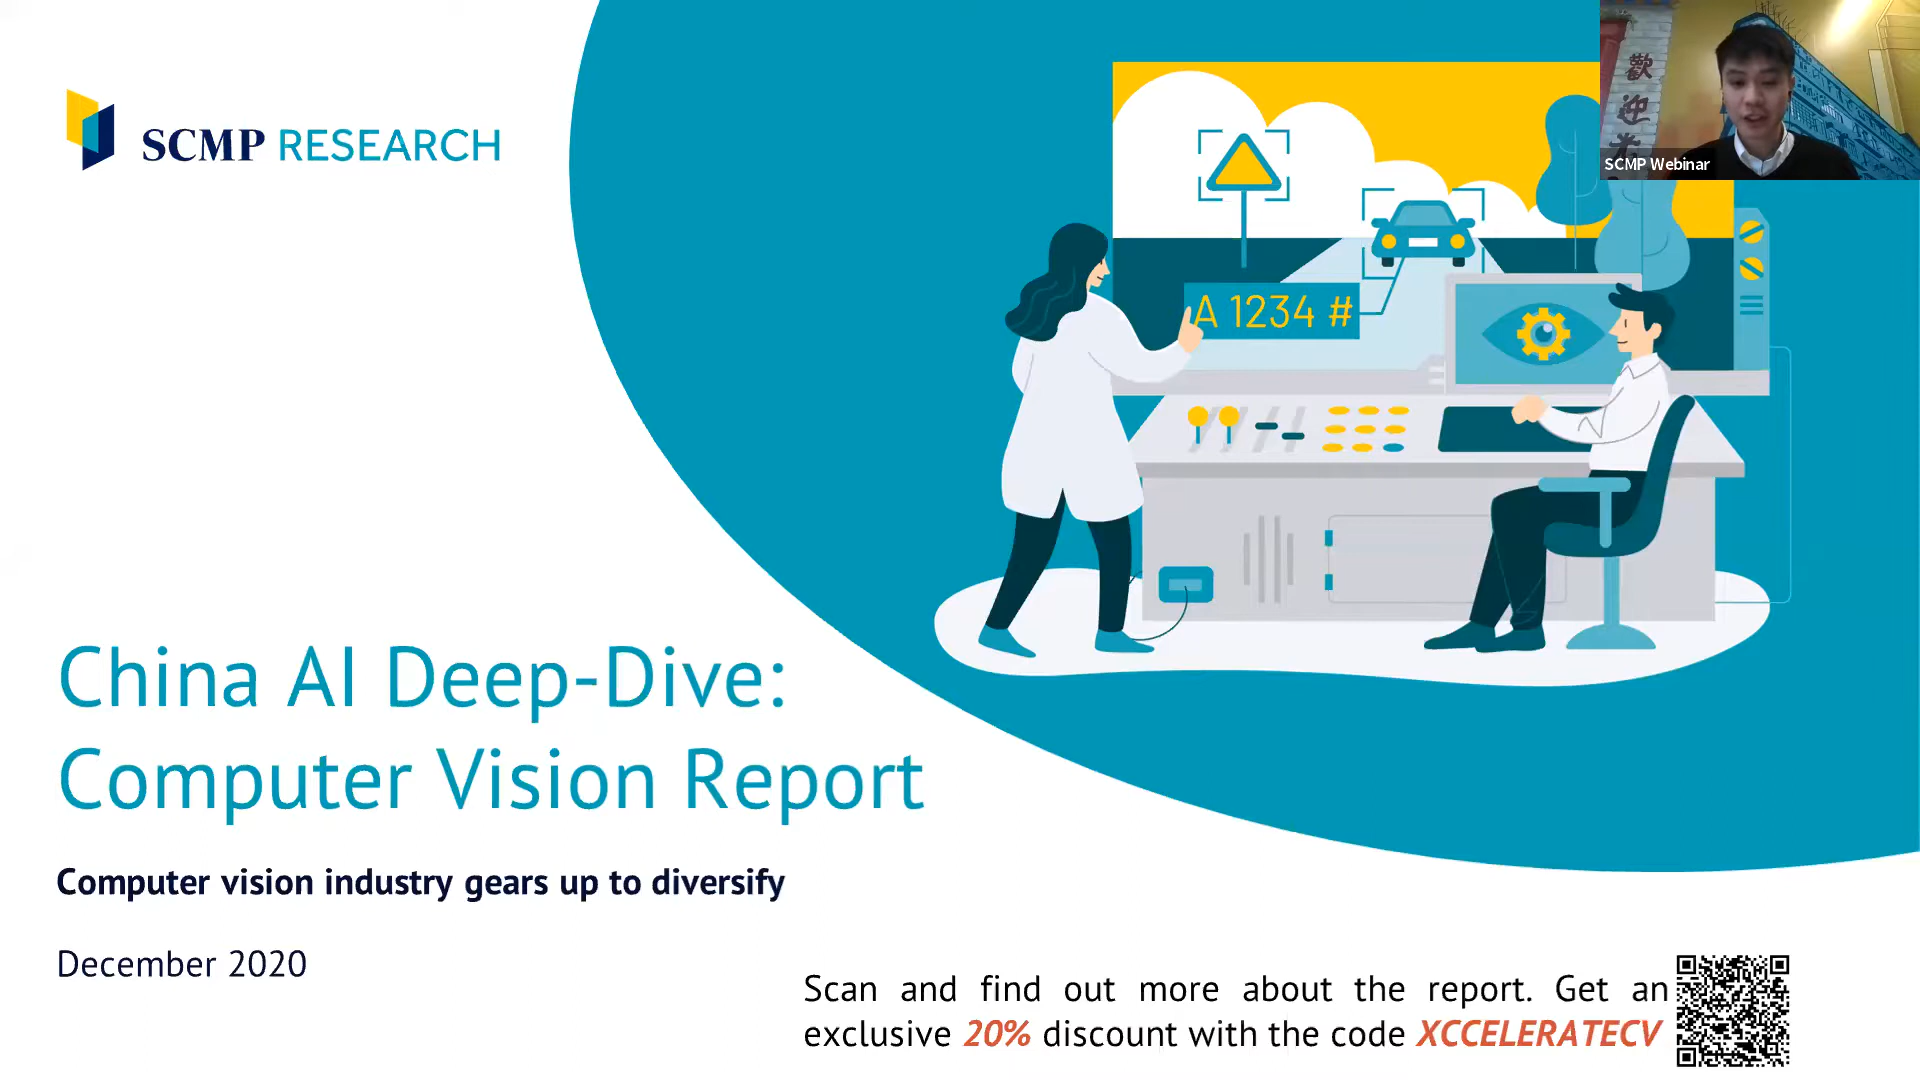 SCMP RESEARCH
歡
迎
SCMP Webinar
A 1234 #
China AI Deep-Dive:
Computer Vision Report
Computer vision industry gears up to diversify
December 2020
Scan and find out more about the report. Get an
exclusive 20% discount with the code XCCELERATECV